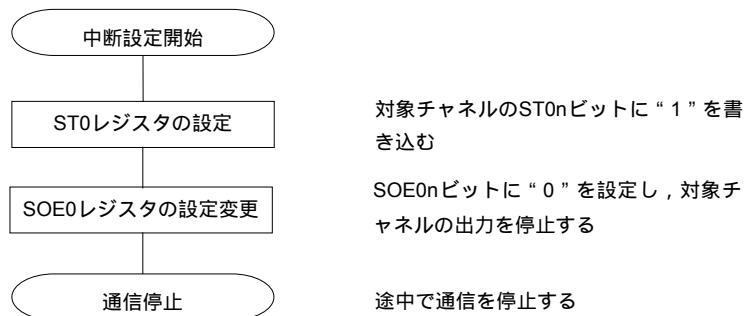 中断設定開始
ST0レジスタの設定
対象チャネルのST0nビットに“1”を書
き込む
SOE0レジスタの設定変更
SOE0nビットに“0”を設定し，対象チ
ャネルの出力を停止する
通信停止
途中で通信を停止する